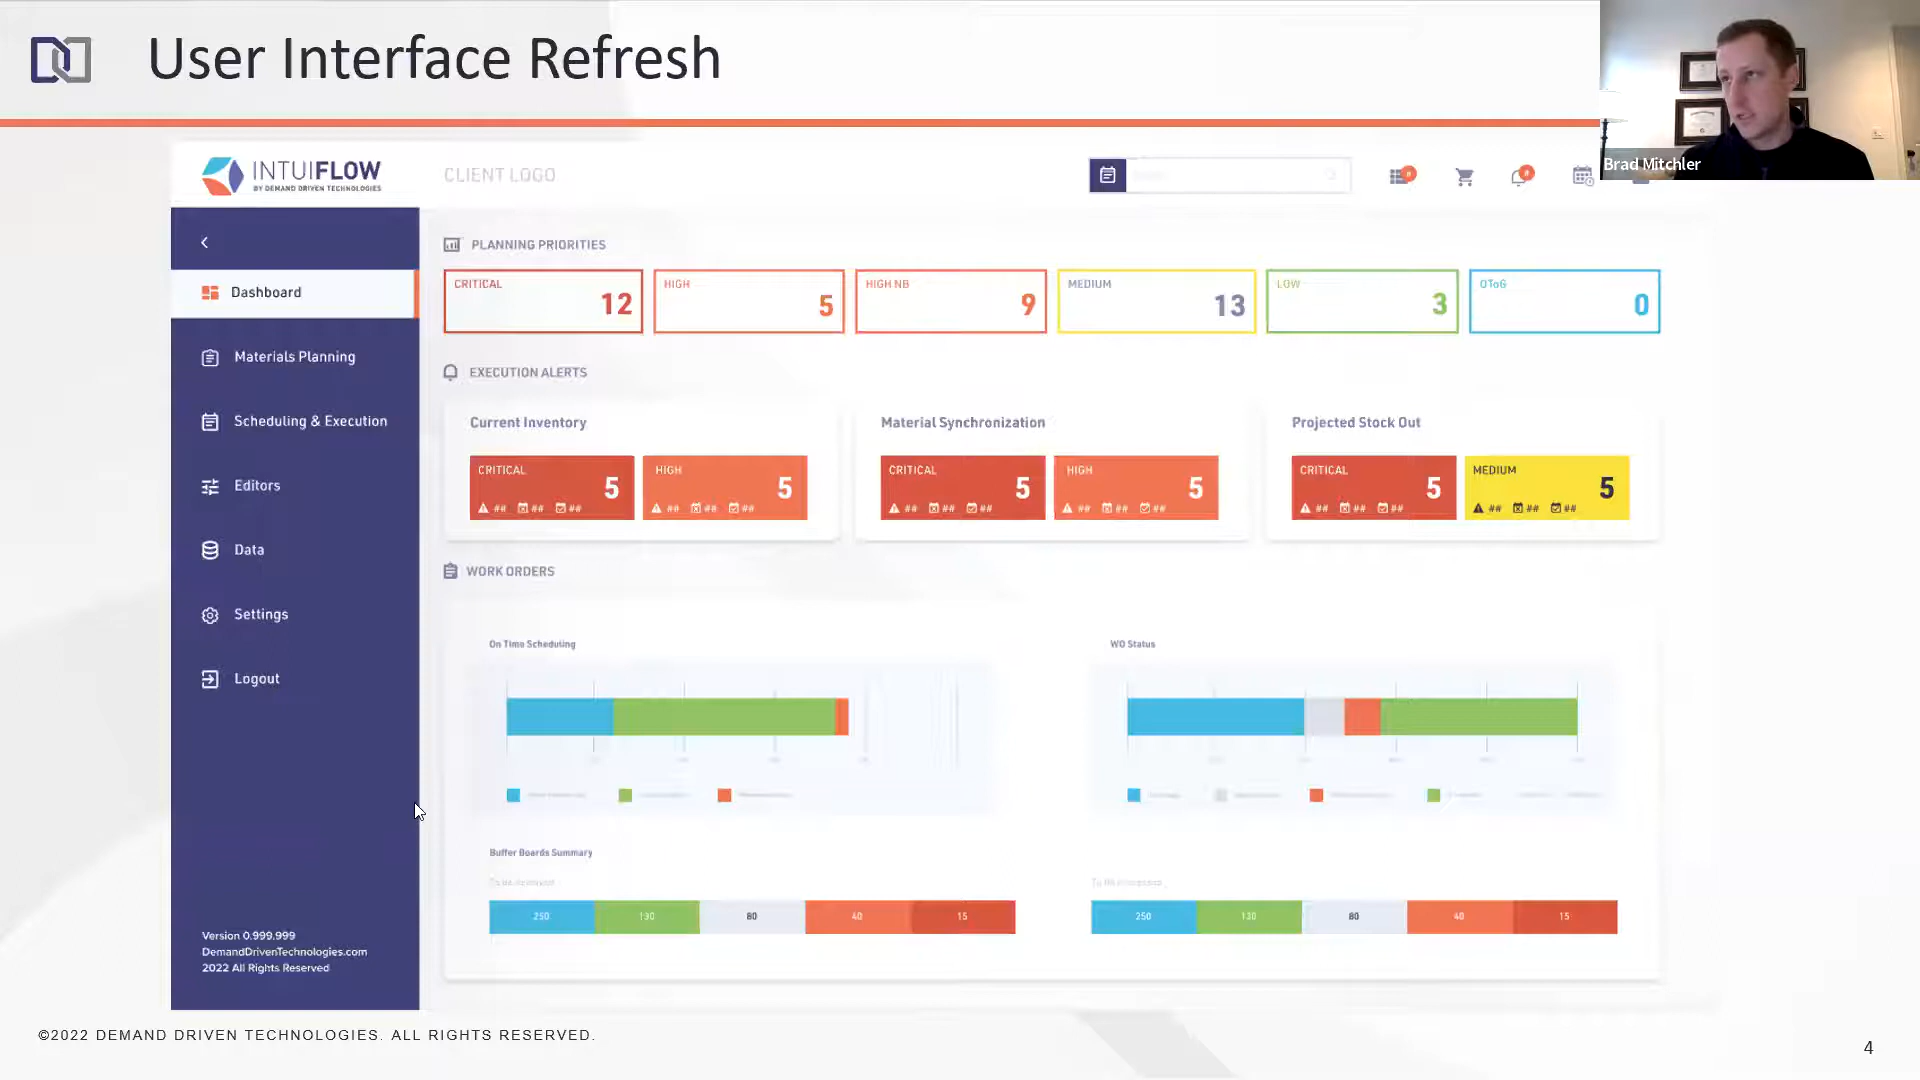 User Interface Refresh
Brad Mitchler
INTUIFLOW
BY DEMAND DRIVEN TECHNOLOGIES
CLIENT LOGO
Dashboard
Materials Planning
Scheduling & Execution
Editors
Data
Settings
Logout
Version 0.999.999
DemandDrivenTechnologies.com
2022 All Rights Reserved
PLANNING PRIORITIES
CRITICAL 12
HIGH 5
HIGH NB 9
MEDIUM 13
LOW 3
OToG 0
EXECUTION ALERTS
Current Inventory
CRITICAL 5
## ## ##
HIGH 5
## ## ##
Material Synchronization
CRITICAL 5
## ## ##
HIGH 5
## ## ##
Projected Stock Out
CRITICAL 5
## ## ##
MEDIUM 5
## ## ##
WORK ORDERS
On Time Scheduling
WO Status
Buffer Boards Summary
250 130 80 40 15
250 130 80 40 15
©2022 DEMAND DRIVEN TECHNOLOGIES. ALL RIGHTS RESERVED.
4